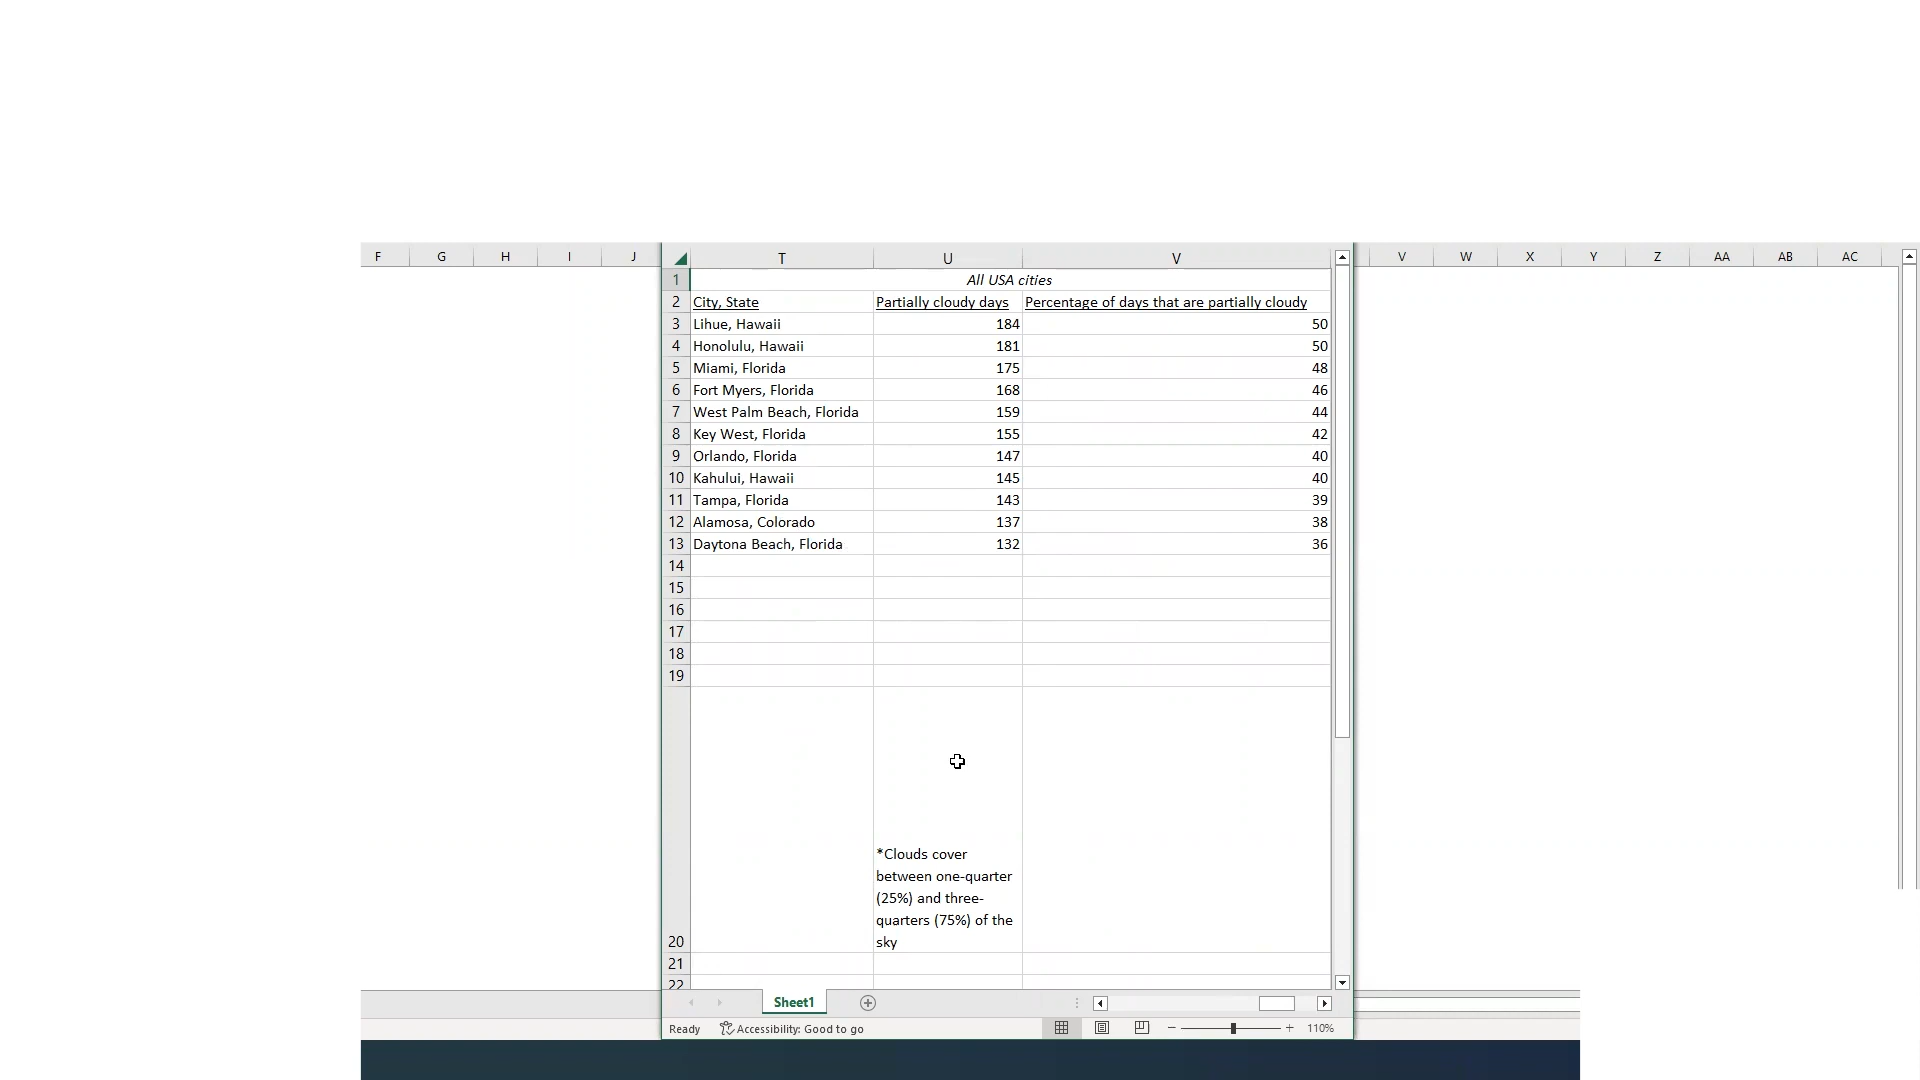 F G H I J T U V V W X Y Z AA AB AC
1 All USA cities
2 City, State Partially cloudy days Percentage of days that are partially cloudy
3 Lihue, Hawaii 184 50
4 Honolulu, Hawaii 181 50
5 Miami, Florida 175 48
6 Fort Myers, Florida 168 46
7 West Palm Beach, Florida 159 44
8 Key West, Florida 155 42
9 Orlando, Florida 147 40
10 Kahului, Hawaii 145 40
11 Tampa, Florida 143 39
12 Alamosa, Colorado 137 38
13 Daytona Beach, Florida 132 36
14
15
16
17
18
19
*Clouds cover
between one-quarter
(25%) and three-
quarters (75%) of the
20 sky
21
22
Sheet1
Ready Accessibility: Good to go 110%